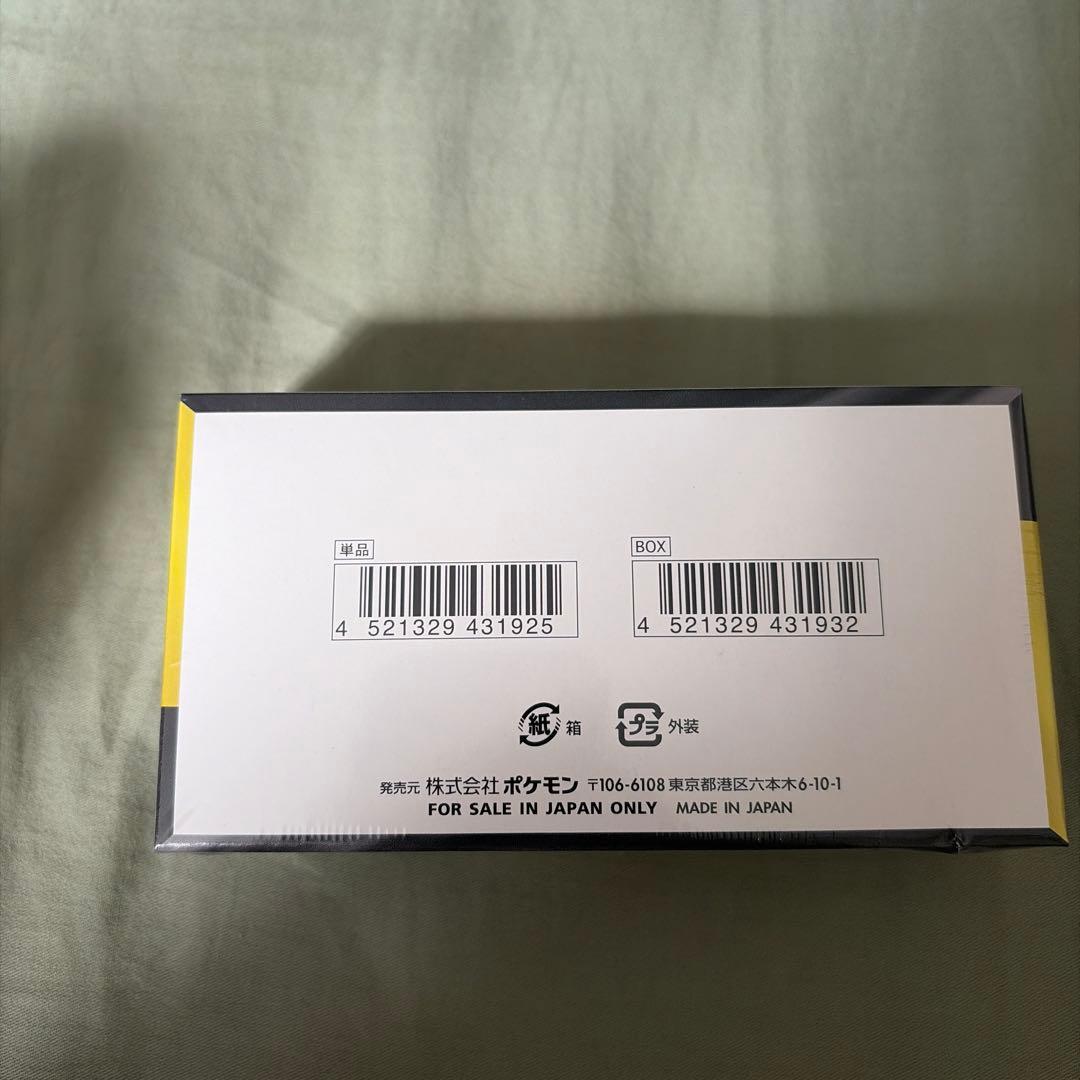 単品
BOX
4 521329 431925
4 521329 431932
紙 箱
プラ 外装
発売元 株式会社 ポケモン 〒106-6108 東京都港区六本木6-10-1
FOR SALE IN JAPAN ONLY MADE IN JAPAN